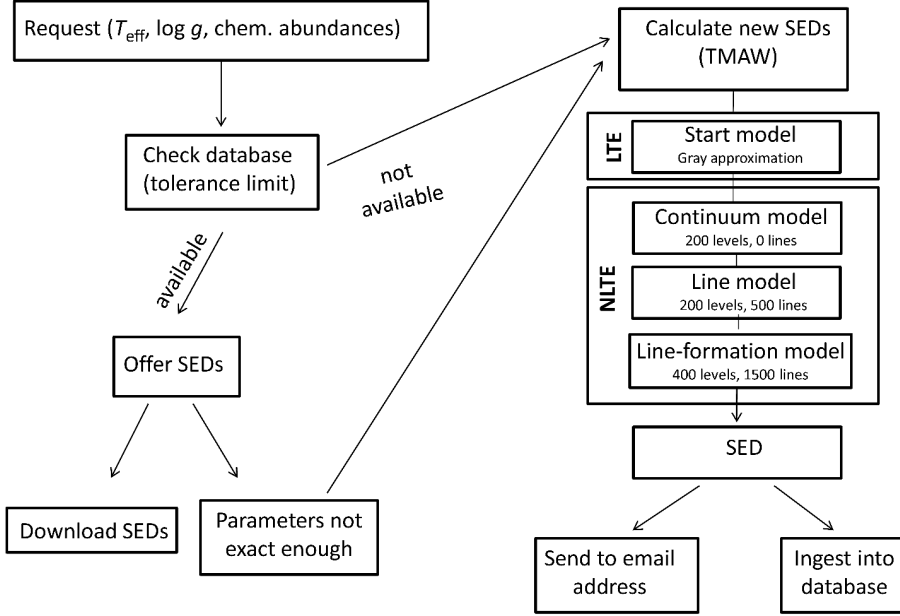 Request (Teff, log g, chem. abundances)
Check database
(tolerance limit)
not
available
available
Offer SEDs
Download SEDs
Parameters not
exact enough
Calculate new SEDs
(TMAW)
LTE
Start model
Gray approximation
NLTE
Continuum model
200 levels, 0 lines
Line model
200 levels, 500 lines
Line-formation model
400 levels, 1500 lines
SED
Send to email
address
Ingest into
database